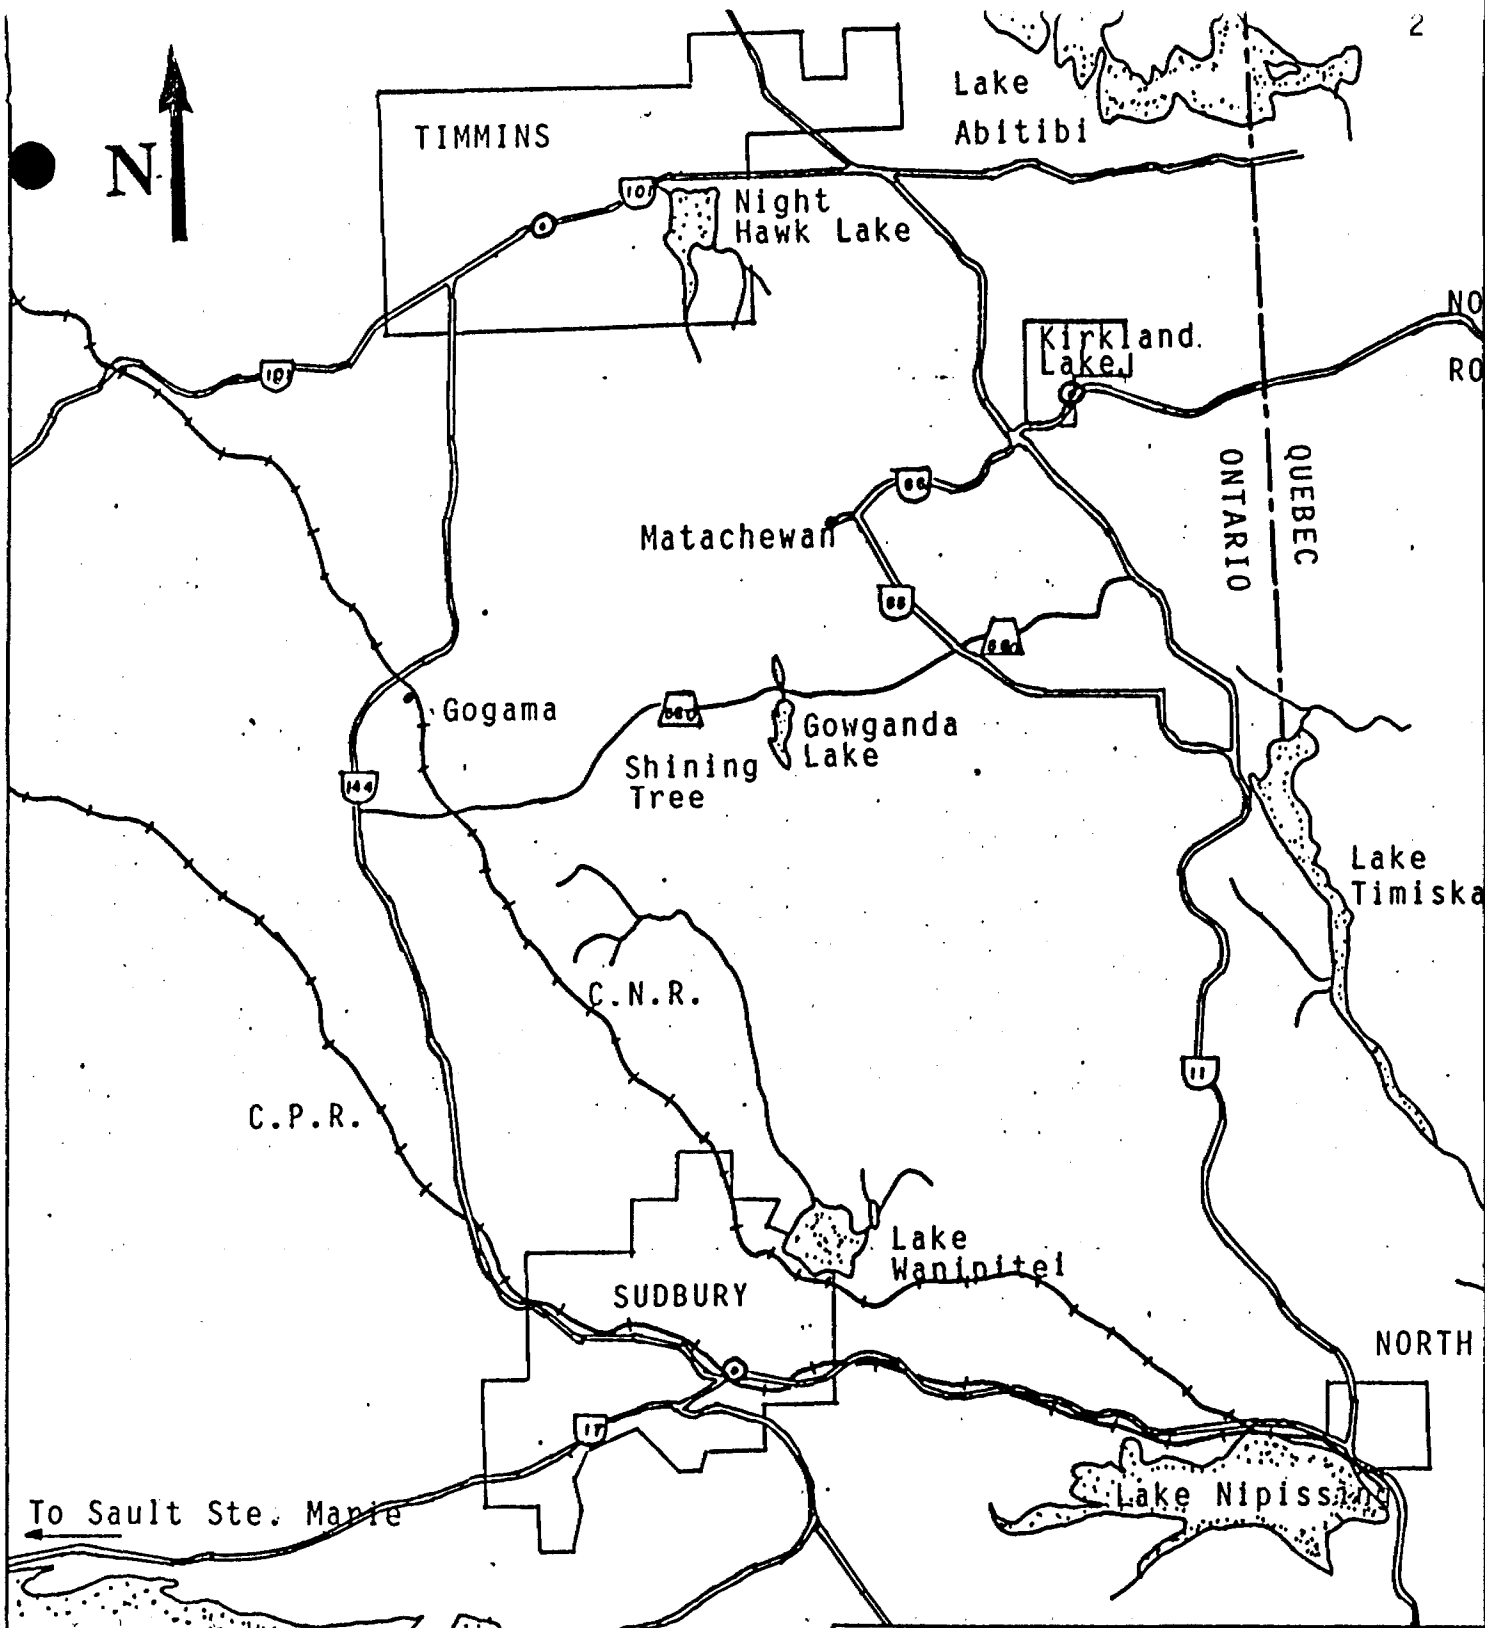 2
Lake
Abitibi
TIMMINS
N
101
Night
Hawk Lake
NO
Kirkland
Lake
RO
101
QUEBEC
ONTARIO
66
Matachewan
65
560
560
Gogama
Gowganda
Lake
Shining
Tree
144
Lake
Timiska
C.N.R.
11
C.P.R.
Lake
Wanipitei
SUDBURY
NORTH
17
Lake Nipissing
To Sault Ste. Marie